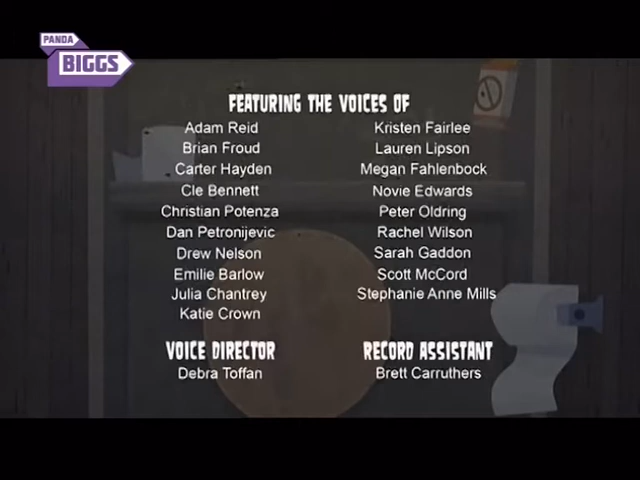 PANDA
BIGGS
FEATURING THE VOICES OF
Adam Reid
Brian Froud
Carter Hayden
Cle Bennett
Christian Potenza
Dan Petronijevic
Drew Nelson
Emilie Barlow
Julia Chantrey
Katie Crown
Kristen Fairlee
Lauren Lipson
Megan Fahlenbock
Novie Edwards
Peter Oldring
Rachel Wilson
Sarah Gaddon
Scott McCord
Stephanie Anne Mills
VOICE DIRECTOR
Debra Toffan
RECORD ASSISTANT
Brett Carruthers